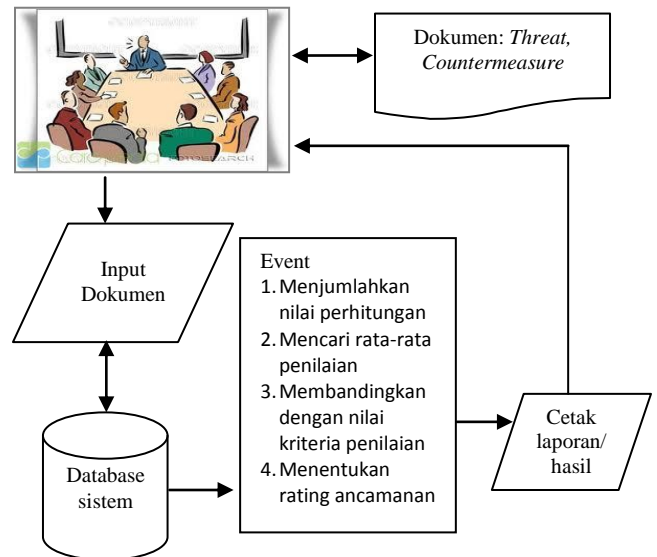 Dokumen: Threat,
Countermeasure
Input
Dokumen
Event
1. Menjumlahkan
nilai perhitungan
2. Mencari rata-rata
penilaian
3. Membandingkan
dengan nilai
kriteria penilaian
4. Menentukan
rating ancamanan
Cetak
laporan/
hasil
Database
sistem